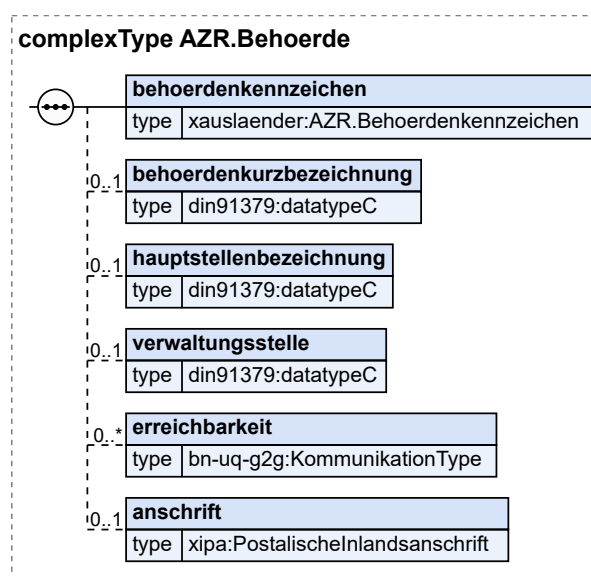 complexType AZR.Behoerde
behoerdenkennzeichen
type xauslaender:AZR.Behoerdenkennzeichen
0..1 behoerdenkurzbezeichnung
type din91379:datatypeC
0..1 hauptstellenbezeichnung
type din91379:datatypeC
0..1 verwaltungsstelle
type din91379:datatypeC
0..* erreichbarkeit
type bn-uq-g2g:KommunikationType
0..1 anschrift
type xipa:PostalischeInlandsanschrift